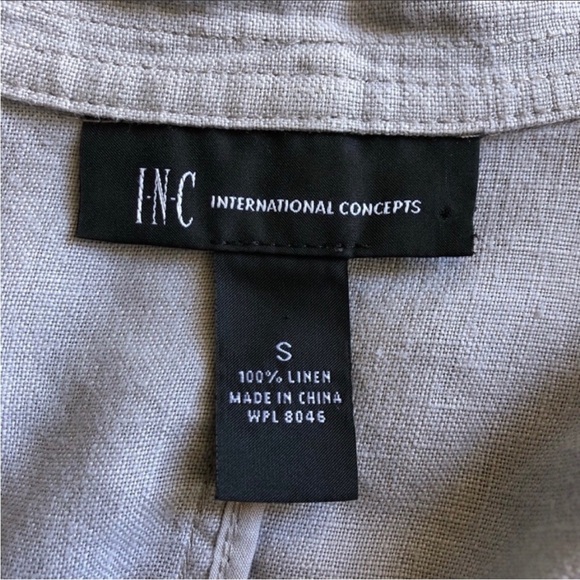 I·N·C INTERNATIONAL CONCEPTS
S
100% LINEN
MADE IN CHINA
WPL 8046